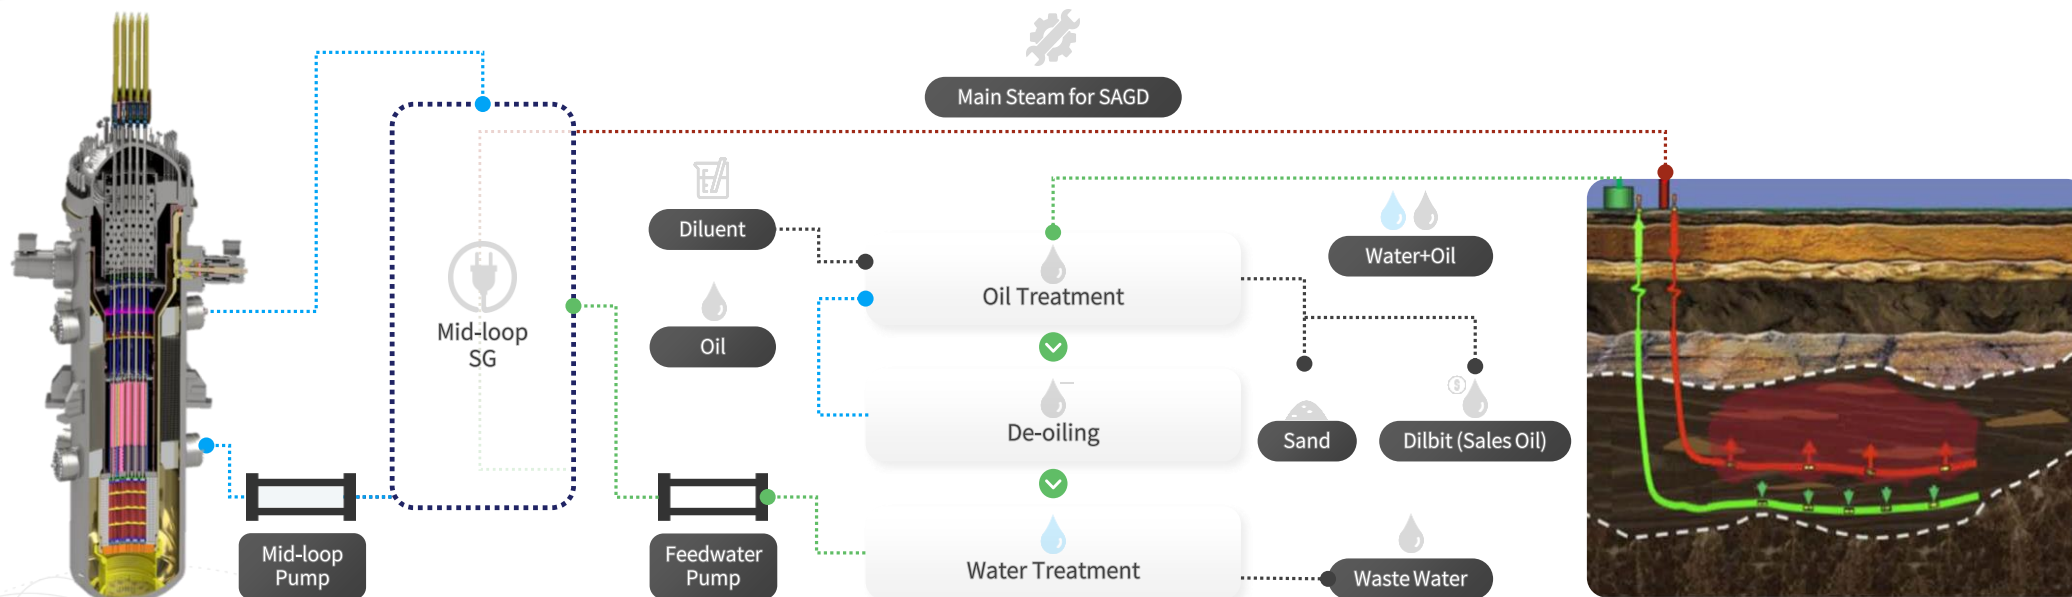 Main Steam for SAGD
Diluent
Water+Oil
Oil Treatment
Mid-loop
SG
Oil
De-oiling
Sand
Dilbit (Sales Oil)
Mid-loop
Pump
Feedwater
Pump
Water Treatment
Waste Water